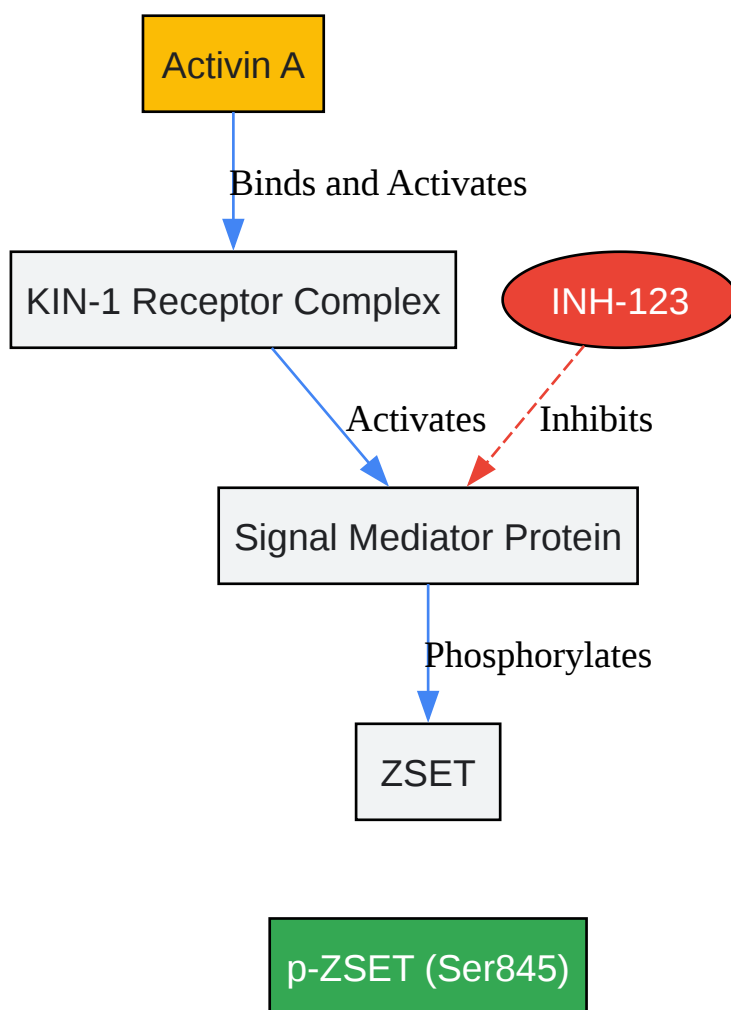 Activin A
Binds and Activates
KIN-1 Receptor Complex
INH-123
Activates
Inhibits
Signal Mediator Protein
Phosphorylates
ZSET
p-ZSET (Ser845)